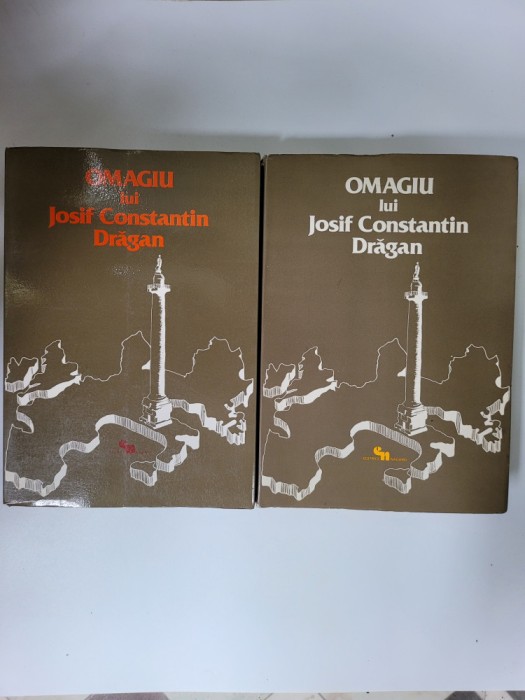 OMAGIU
lui
Josif Constantin
Drăgan
OMAGIU
lui
Josif Constantin
Drăgan